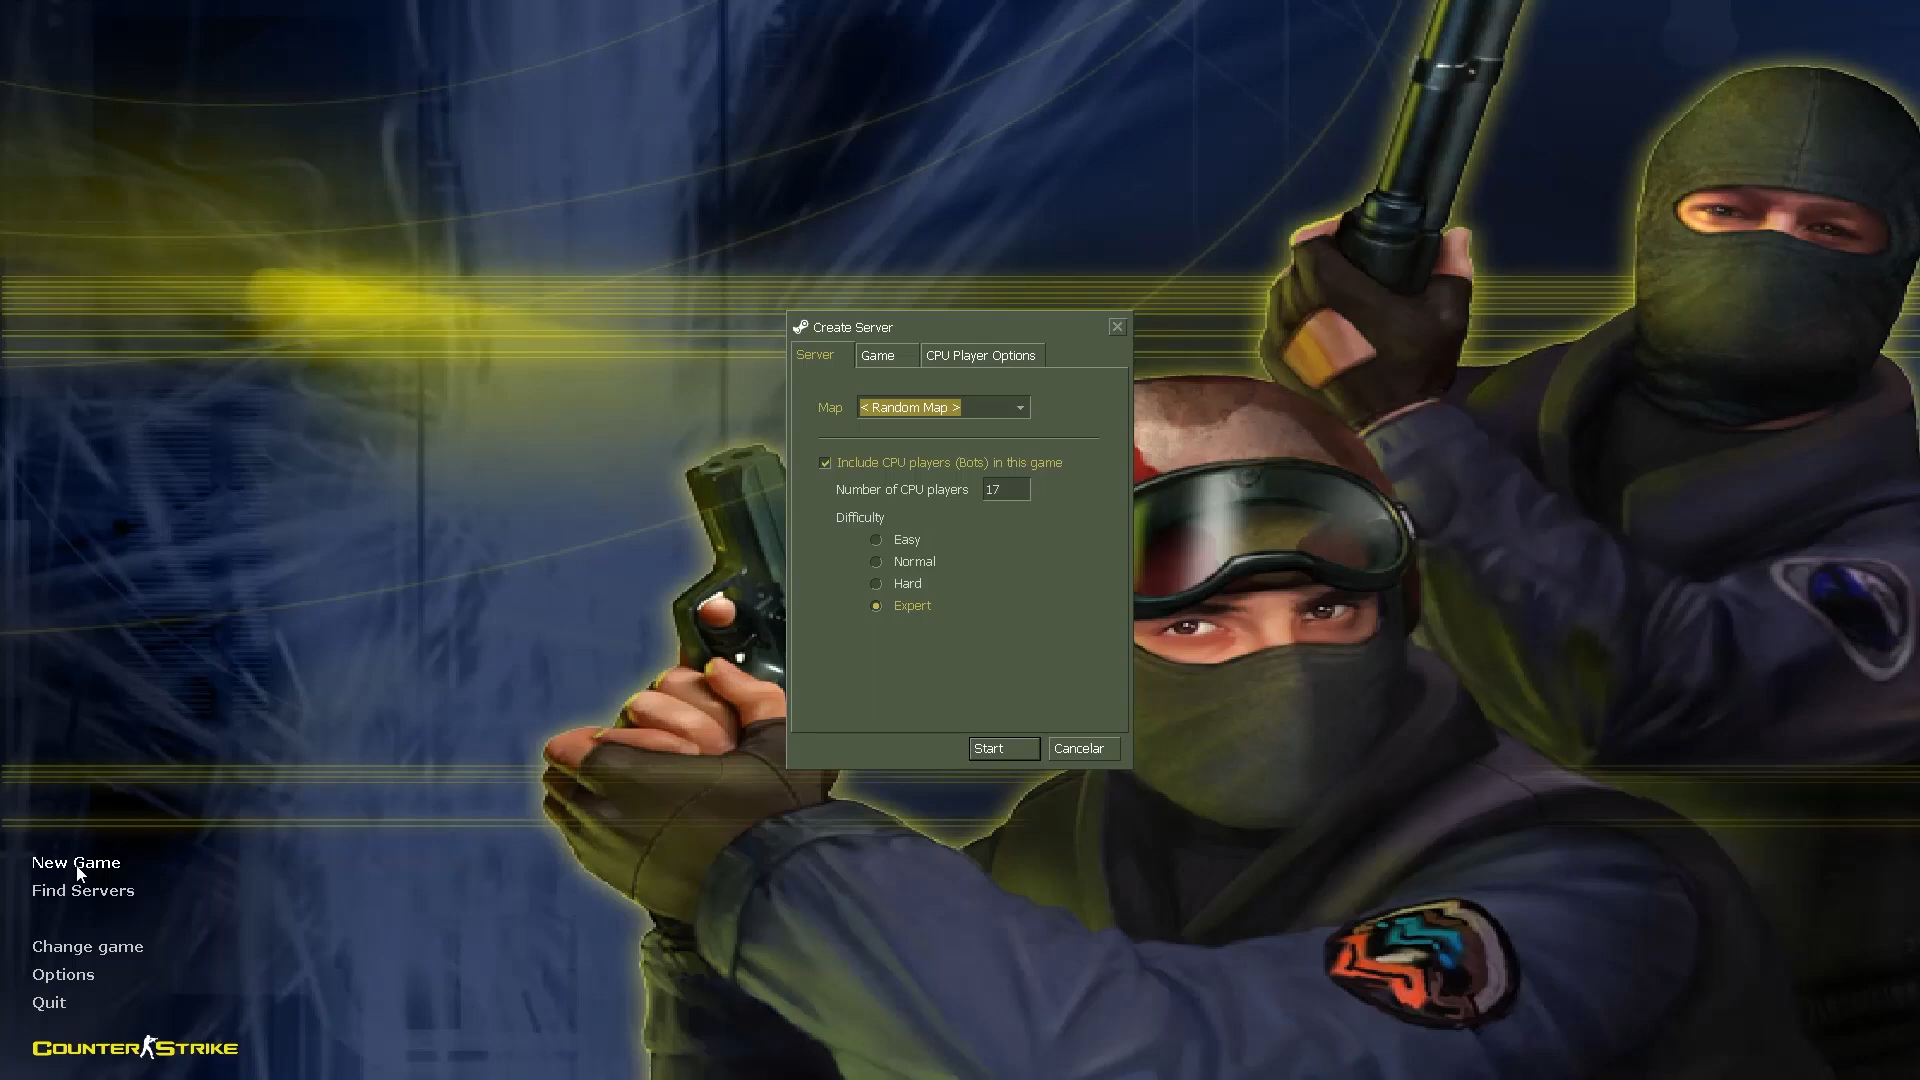 Create Server
Server
Game
CPU Player Options
Map
< Random Map >
Include CPU players (Bots) in this game
Number of CPU players
17
Difficulty
Easy
Normal
Hard
Expert
Start
Cancelar
New Game
Find Servers
Change game
Options
Quit
COUNTER STRIKE